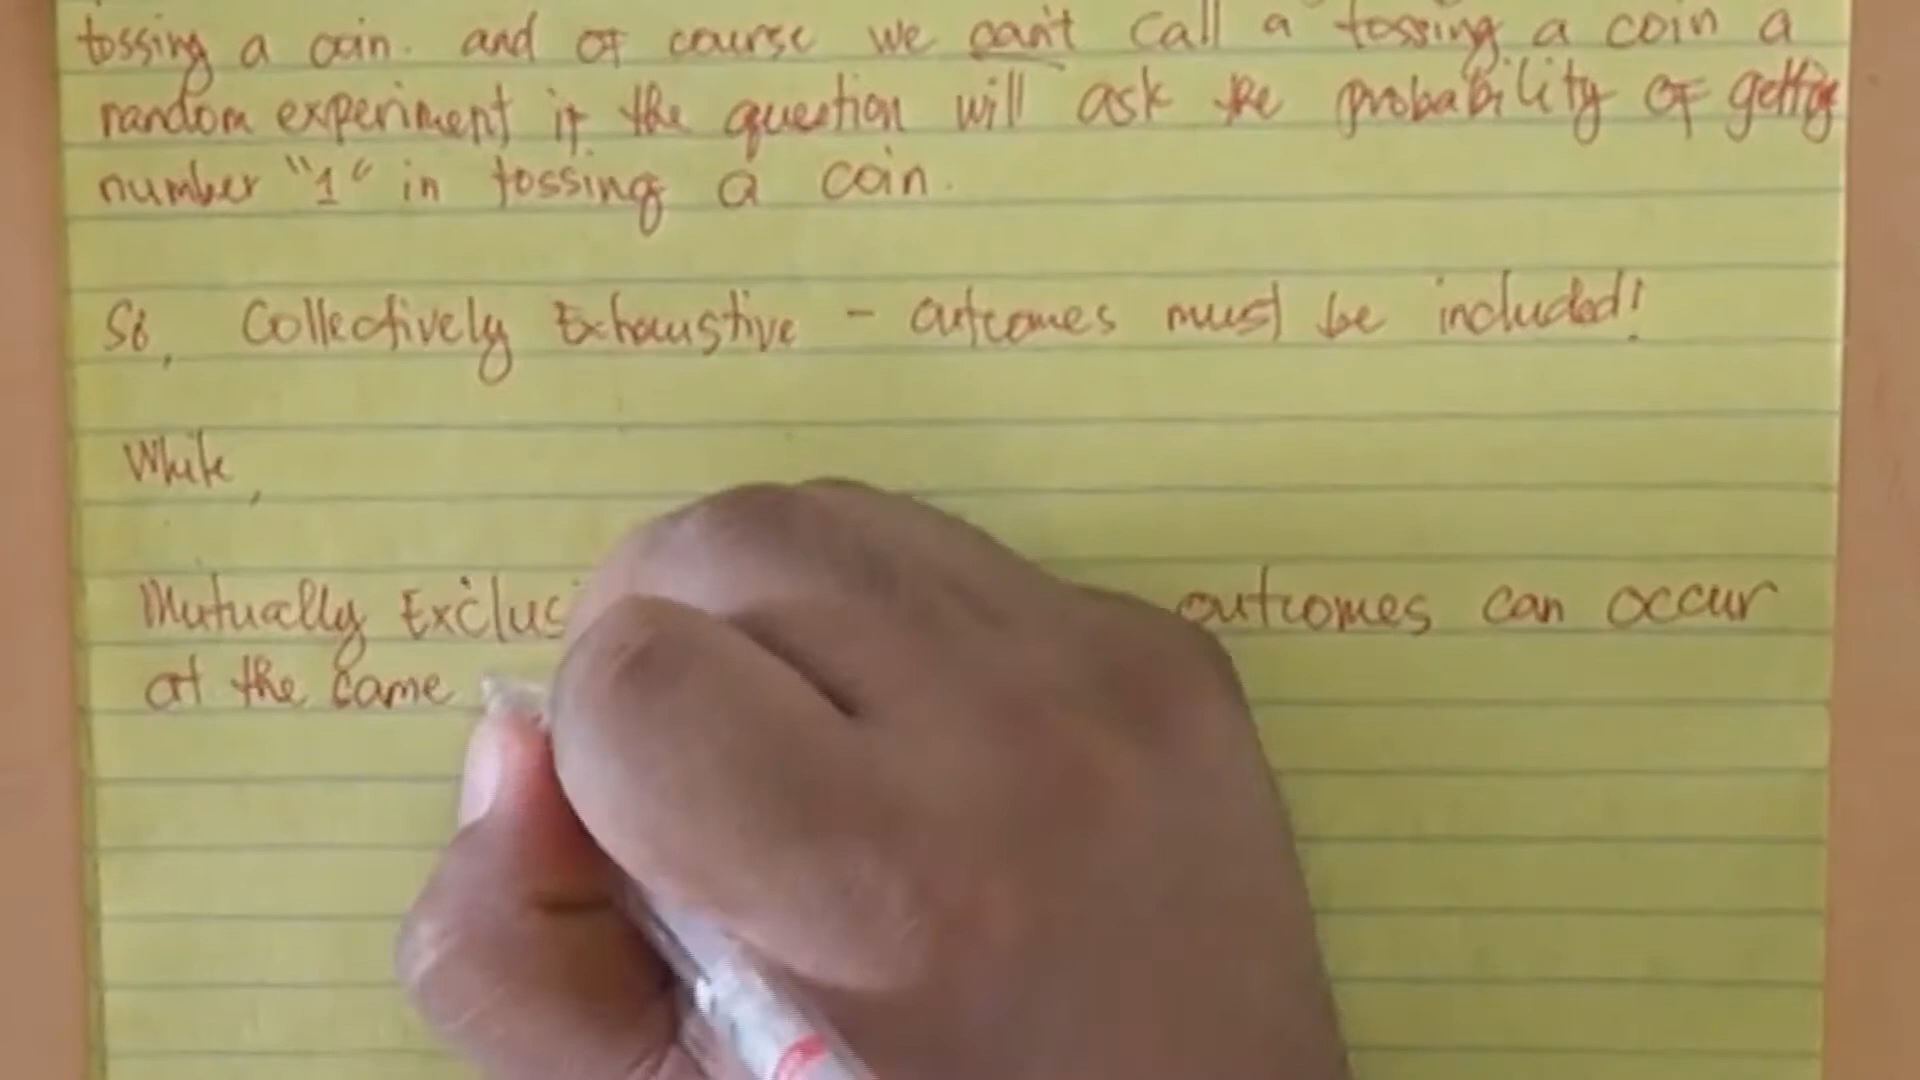 tossing a coin. and of course we can't call a tossing a coin a
random experiment if the question will ask the probability of getting
number "1" in tossing a coin.
So, Collectively Exhaustive - outcomes must be included!
While,
Mutually Exclusi outcomes can occur
at the same